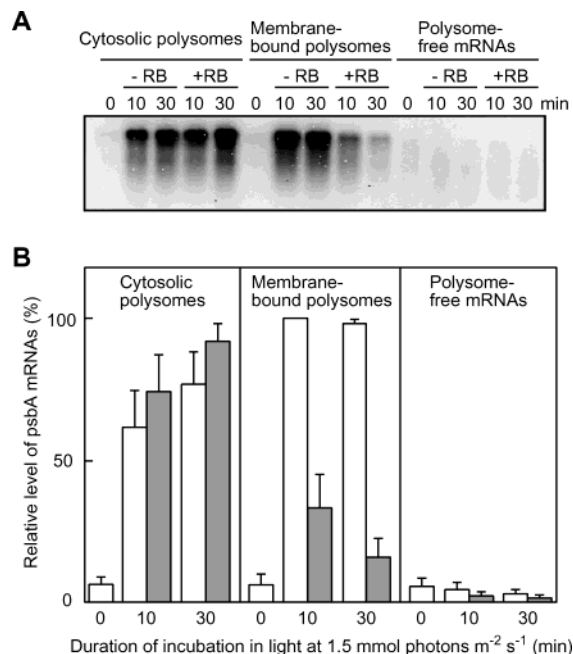 A
Cytosolic polysomes Membrane-bound polysomes Polysome-free mRNAs
- RB +RB - RB +RB - RB +RB
0 10 30 10 30 0 10 30 10 30 0 10 30 10 30 min
B
Relative level of psbA mRNAs (%)
Cytosolic polysomes Membrane-bound polysomes Polysome-free mRNAs
100
50
0
0 10 30 0 10 30 0 10 30
Duration of incubation in light at 1.5 mmol photons m⁻² s⁻¹ (min)